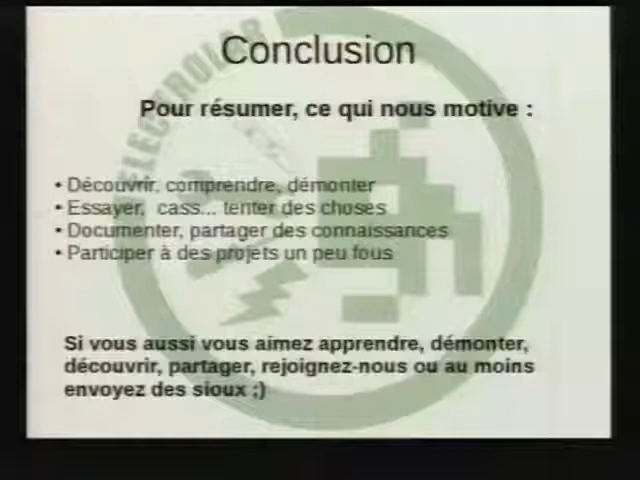 ELECTROLAB
Conclusion
Pour résumer, ce qui nous motive :
• Découvrir, comprendre, démonter
• Essayer, cass... tenter des choses
• Documenter, partager des connaissances
• Participer à des projets un peu fous
Si vous aussi vous aimez apprendre, démonter,
découvrir, partager, rejoignez-nous ou au moins
envoyez des sioux ;)